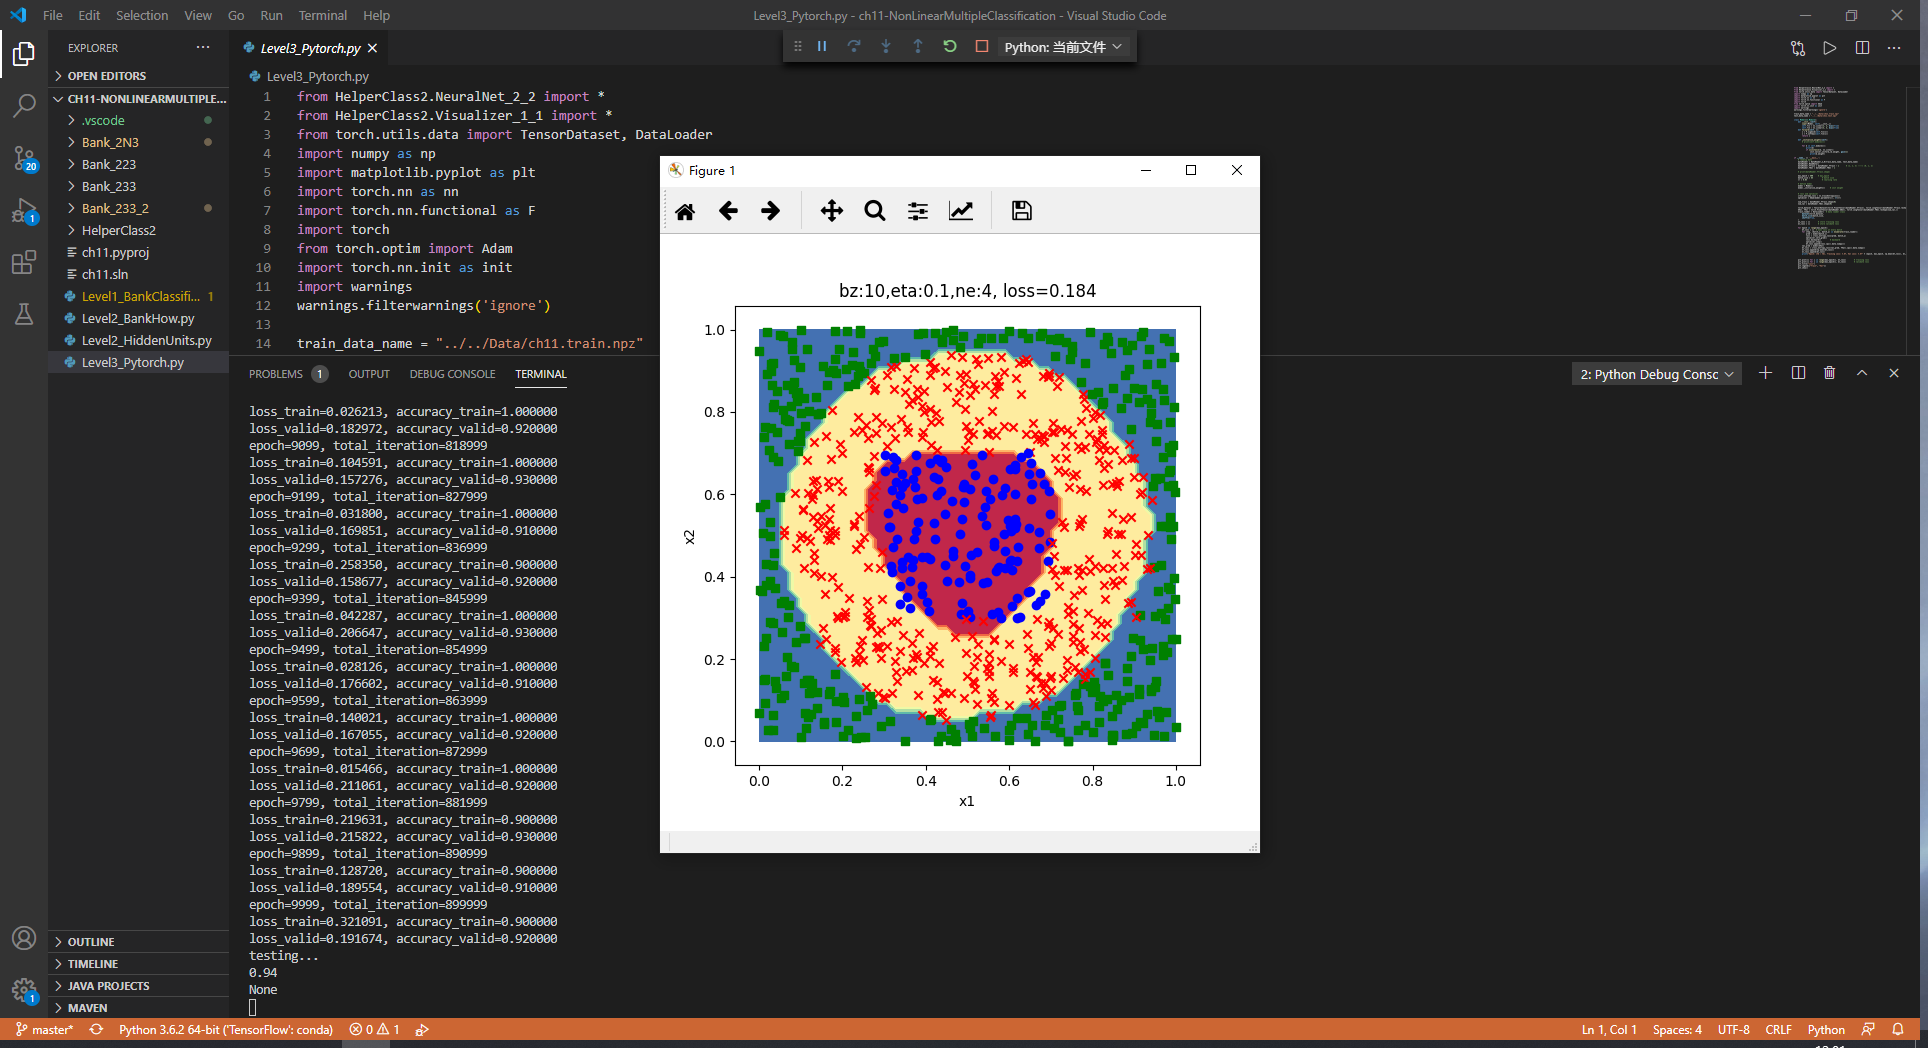 File Edit Selection View Go Run Terminal Help
Level3_Pytorch.py - ch11-NonLinearMultipleClassification - Visual Studio Code
EXPLORER
OPEN EDITORS
CH11-NONLINEARMULTIPLE...
.vscode
Bank_2N3
Bank_223
Bank_233
Bank_233_2
HelperClass2
ch11.pyproj
ch11.sln
Level1_BankClassifi... 1
Level2_BankHow.py
Level2_HiddenUnits.py
Level3_Pytorch.py
OUTLINE
TIMELINE
JAVA PROJECTS
MAVEN
20
1
1
Level3_Pytorch.py
Python: 当前文件
Level3_Pytorch.py
1 from HelperClass2.NeuralNet_2_2 import *
2 from HelperClass2.Visualizer_1_1 import *
3 from torch.utils.data import TensorDataset, DataLoader
4 import numpy as np
5 import matplotlib.pyplot as plt
6 import torch.nn as nn
7 import torch.nn.functional as F
8 import torch
9 from torch.optim import Adam
10 import torch.nn.init as init
11 import warnings
12 warnings.filterwarnings('ignore')
13
14 train_data_name = "../../Data/ch11.train.npz"
PROBLEMS 1 OUTPUT DEBUG CONSOLE TERMINAL
2: Python Debug Consc
loss_train=0.026213, accuracy_train=1.000000
loss_valid=0.182972, accuracy_valid=0.920000
epoch=9099, total_iteration=818999
loss_train=0.104591, accuracy_train=1.000000
loss_valid=0.157276, accuracy_valid=0.930000
epoch=9199, total_iteration=827999
loss_train=0.031800, accuracy_train=1.000000
loss_valid=0.169851, accuracy_valid=0.910000
epoch=9299, total_iteration=836999
loss_train=0.258350, accuracy_train=0.900000
loss_valid=0.158677, accuracy_valid=0.920000
epoch=9399, total_iteration=845999
loss_train=0.042287, accuracy_train=1.000000
loss_valid=0.206647, accuracy_valid=0.930000
epoch=9499, total_iteration=854999
loss_train=0.028126, accuracy_train=1.000000
loss_valid=0.176602, accuracy_valid=0.910000
epoch=9599, total_iteration=863999
loss_train=0.140021, accuracy_train=1.000000
loss_valid=0.167055, accuracy_valid=0.920000
epoch=9699, total_iteration=872999
loss_train=0.015466, accuracy_train=1.000000
loss_valid=0.211061, accuracy_valid=0.920000
epoch=9799, total_iteration=881999
loss_train=0.219631, accuracy_train=0.900000
loss_valid=0.215822, accuracy_valid=0.930000
epoch=9899, total_iteration=890999
loss_train=0.128720, accuracy_train=0.900000
loss_valid=0.189554, accuracy_valid=0.910000
epoch=9999, total_iteration=899999
loss_train=0.321091, accuracy_train=0.900000
loss_valid=0.191674, accuracy_valid=0.920000
testing...
0.94
None
Figure 1
bz:10,eta:0.1,ne:4, loss=0.184
1.0
0.8
0.6
0.4
0.2
0.0
x2
0.0 0.2 0.4 0.6 0.8 1.0
x1
master* Python 3.6.2 64-bit ('TensorFlow': conda) 0 1
Ln 1, Col 1 Spaces: 4 UTF-8 CRLF Python